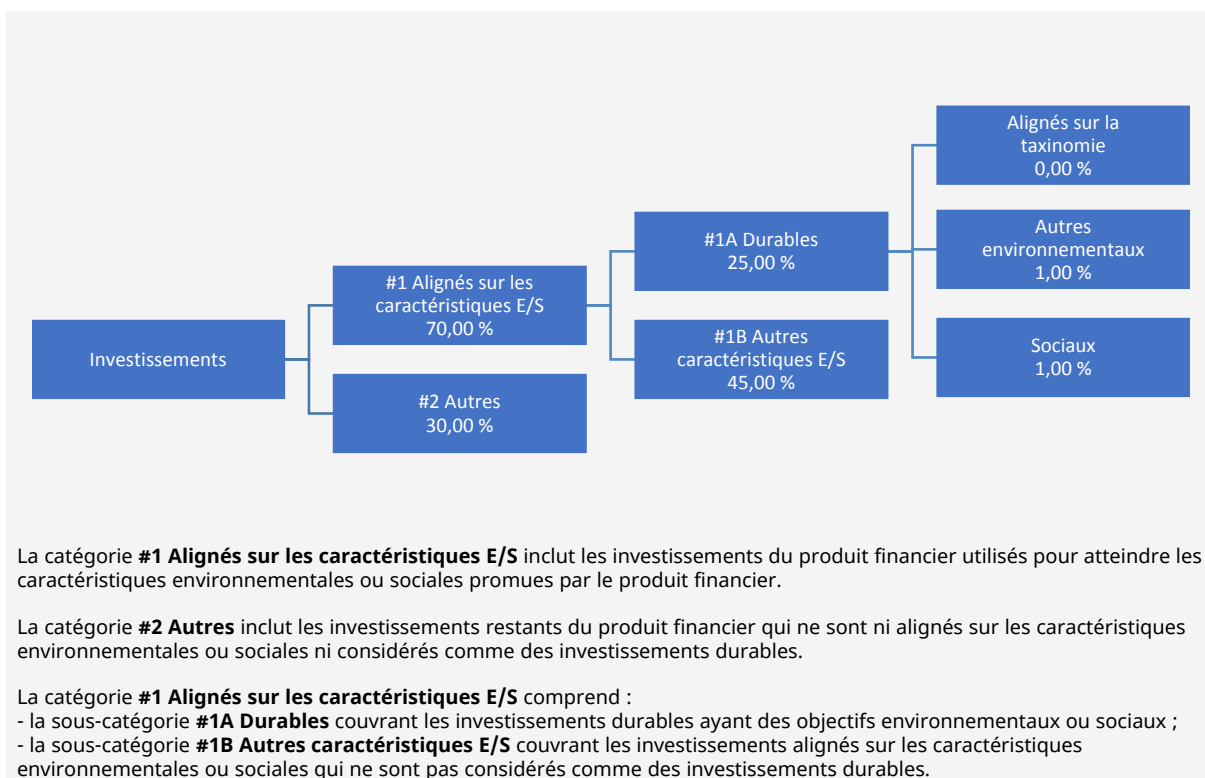 Investissements
#1 Alignés sur les
caractéristiques E/S
70,00 %
#2 Autres
30,00 %
#1A Durables
25,00 %
#1B Autres
caractéristiques E/S
45,00 %
Alignés sur la
taxinomie
0,00 %
Autres
environnementaux
1,00 %
Sociaux
1,00 %
La catégorie #1 Alignés sur les caractéristiques E/S inclut les investissements du produit financier utilisés pour atteindre les
caractéristiques environnementales ou sociales promues par le produit financier.
La catégorie #2 Autres inclut les investissements restants du produit financier qui ne sont ni alignés sur les caractéristiques
environnementales ou sociales ni considérés comme des investissements durables.
La catégorie #1 Alignés sur les caractéristiques E/S comprend :
- la sous-catégorie #1A Durables couvrant les investissements durables ayant des objectifs environnementaux ou sociaux ;
- la sous-catégorie #1B Autres caractéristiques E/S couvrant les investissements alignés sur les caractéristiques
environnementales ou sociales qui ne sont pas considérés comme des investissements durables.